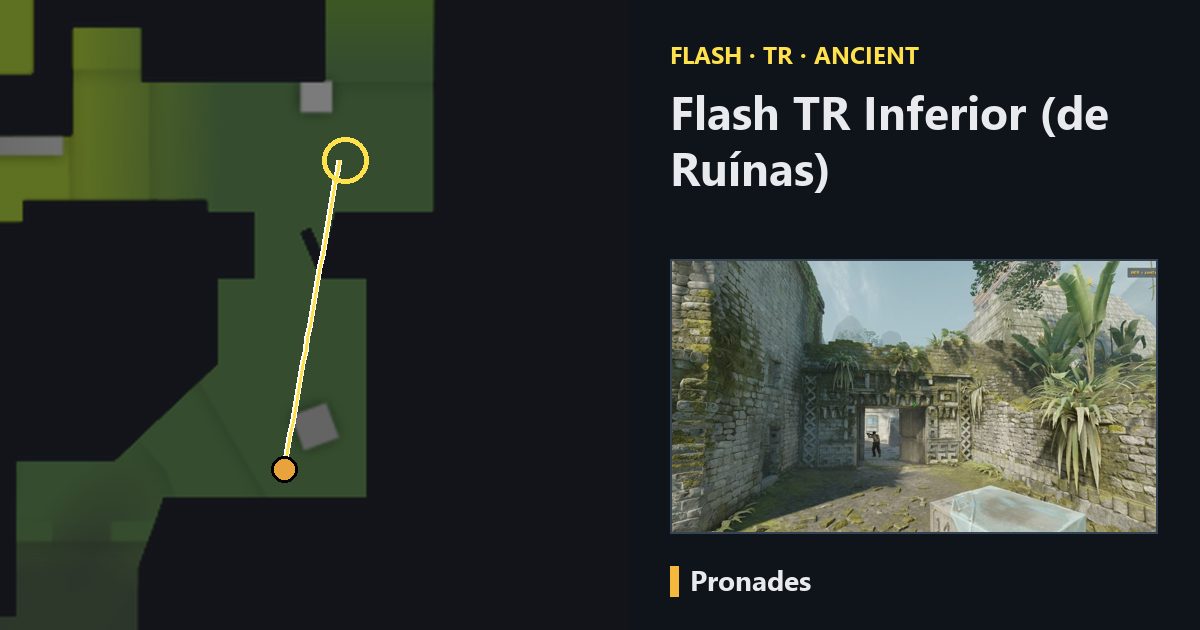 FLASH · TR · ANCIENT
Flash TR Inferior (de
Ruínas)
Pronades